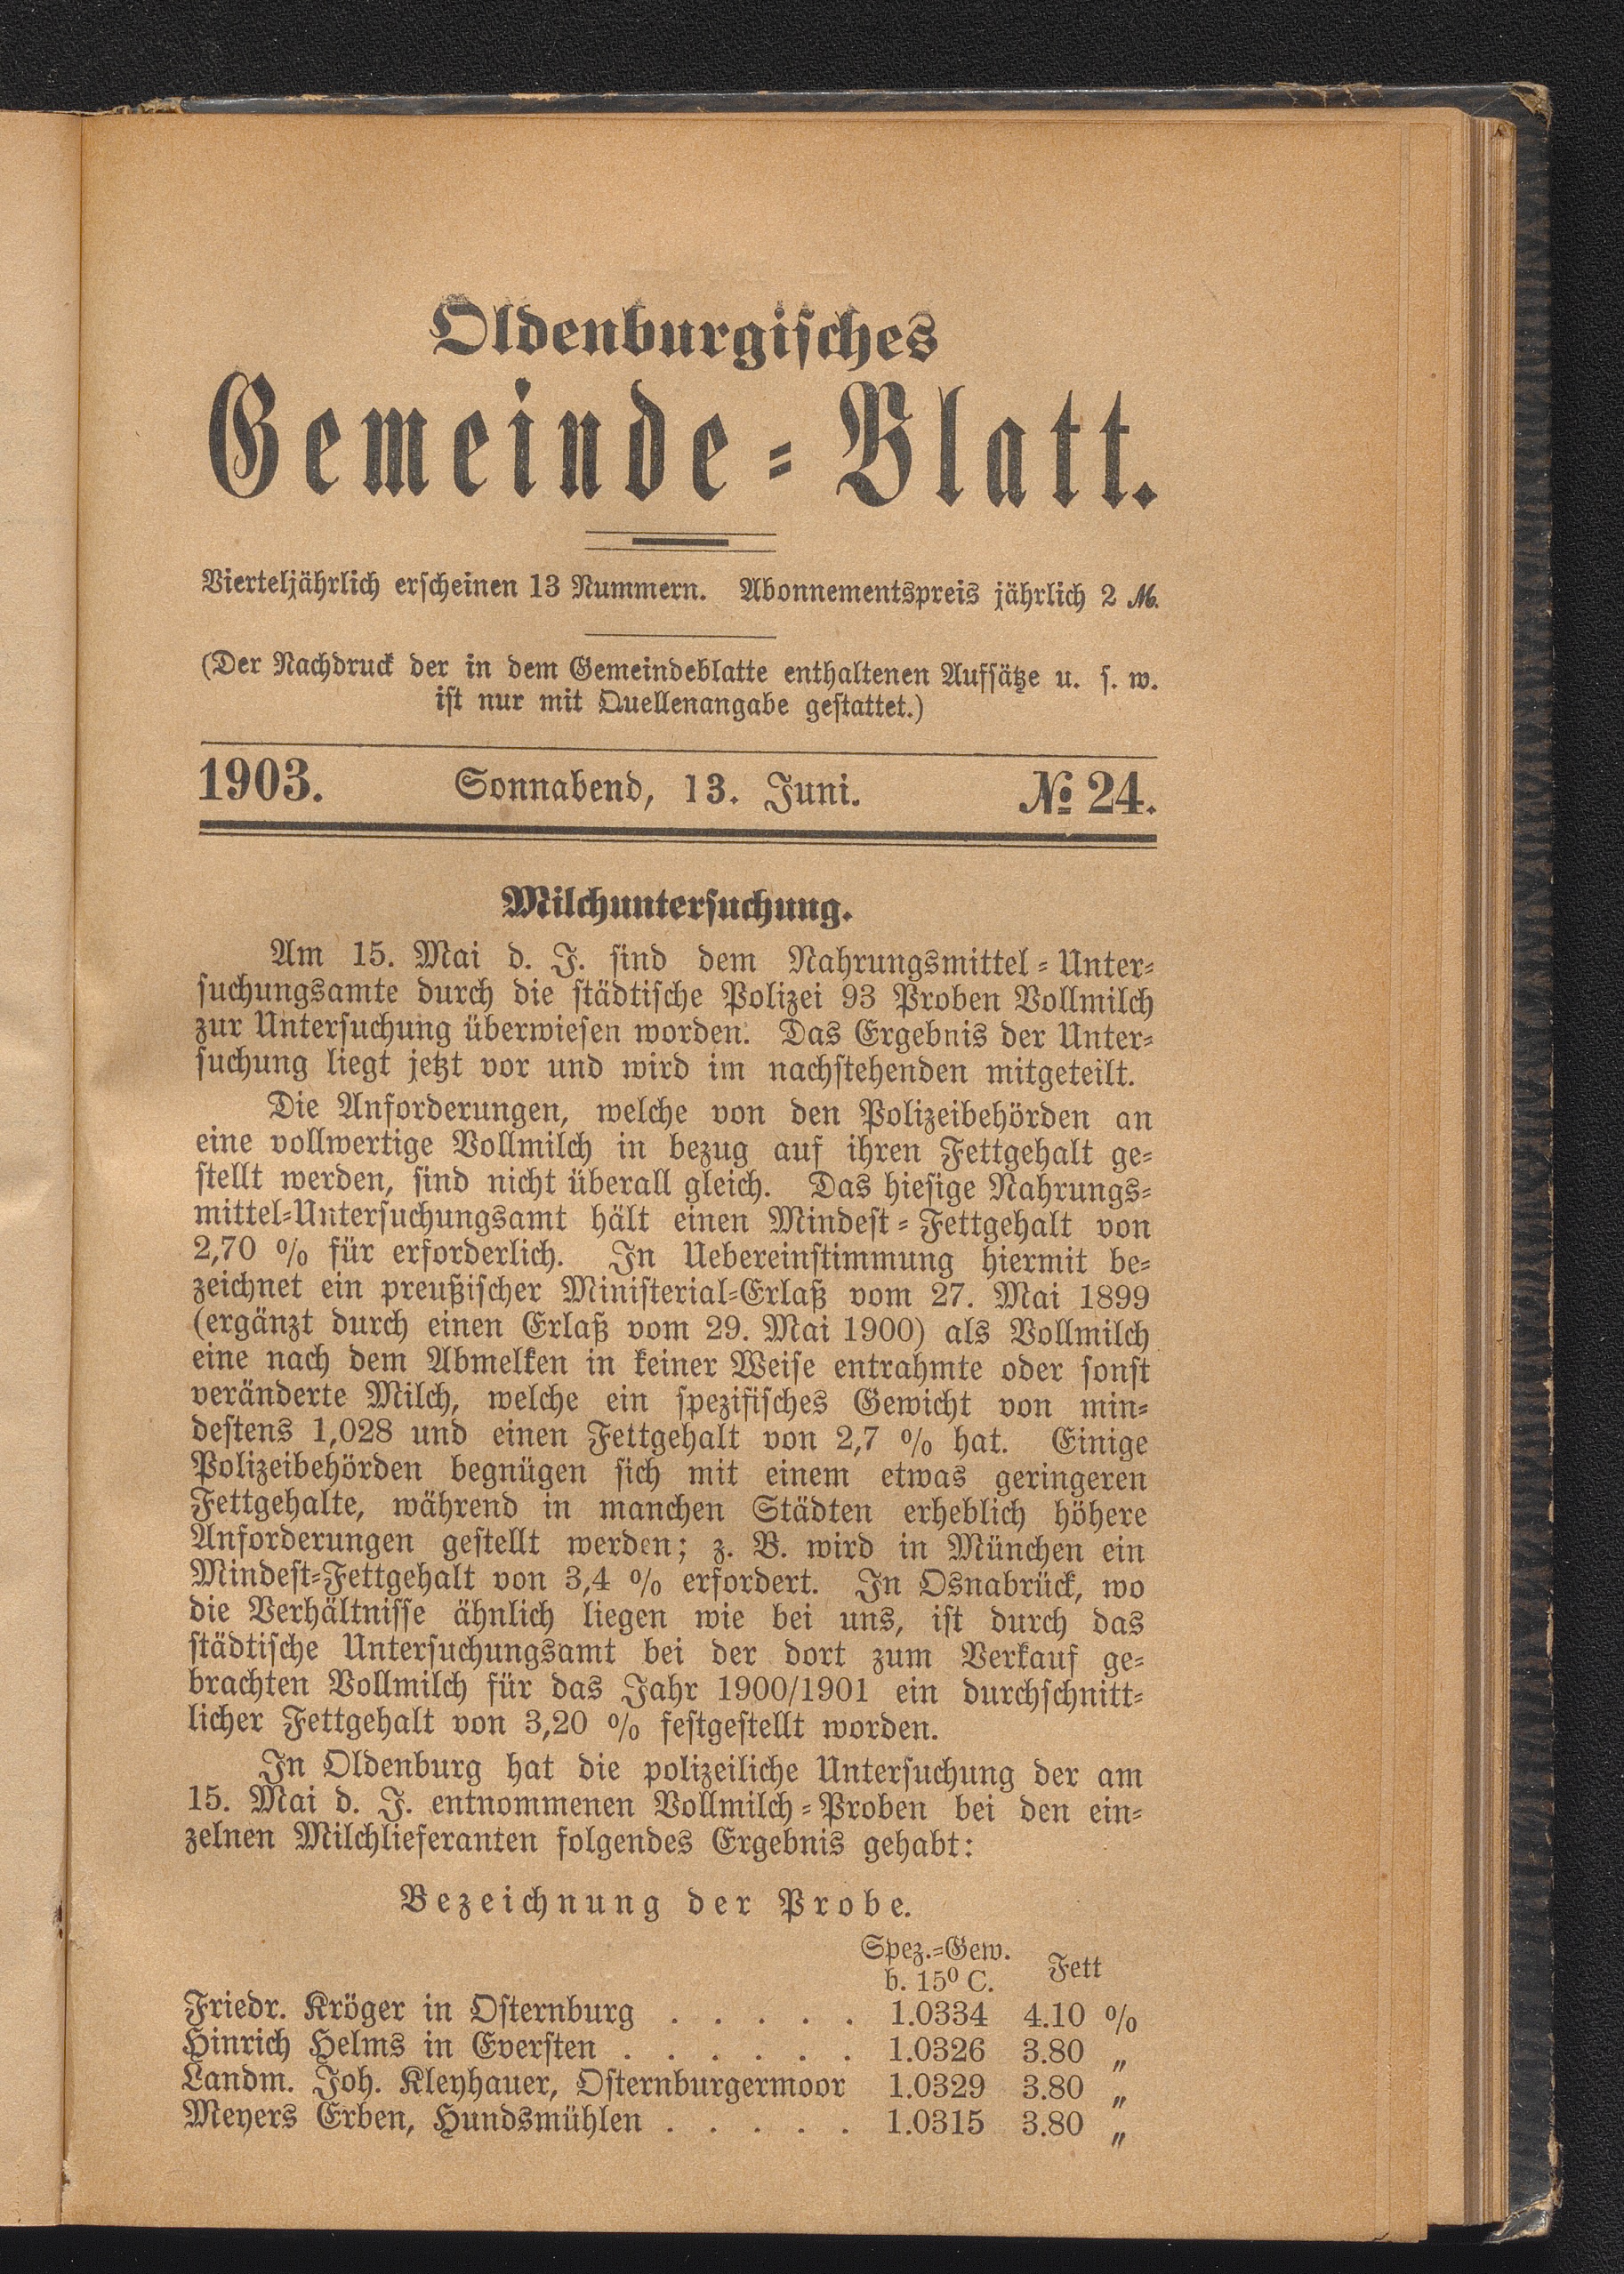 Oldenburgisches
Gemeinde-Blatt.
Vierteljährlich erscheinen 13 Nummern. Abonnementspreis jährlich 2 ℳ.
(Der Nachdruck der in dem Gemeindeblatte enthaltenen Aufsätze u. s. w.
ist nur mit Quellenangabe gestattet.)
1903. Sonnabend, 13. Juni. № 24.
Milchuntersuchung.
Am 15. Mai d. J. sind dem Nahrungsmittel-Unter-
suchungsamte durch die städtische Polizei 93 Proben Vollmilch
zur Untersuchung überwiesen worden. Das Ergebnis der Unter-
suchung liegt jetzt vor und wird im nachstehenden mitgeteilt.
Die Anforderungen, welche von den Polizeibehörden an
eine vollwertige Vollmilch in bezug auf ihren Fettgehalt ge-
stellt werden, sind nicht überall gleich. Das hiesige Nahrungs-
mittel-Untersuchungsamt hält einen Mindest-Fettgehalt von
2,70 % für erforderlich. In Uebereinstimmung hiermit be-
zeichnet ein preußischer Ministerial-Erlaß vom 27. Mai 1899
(ergänzt durch einen Erlaß vom 29. Mai 1900) als Vollmilch
eine nach dem Abmelken in keiner Weise entrahmte oder sonst
veränderte Milch, welche ein spezifisches Gewicht von min-
destens 1,028 und einen Fettgehalt von 2,7 % hat. Einige
Polizeibehörden begnügen sich mit einem etwas geringeren
Fettgehalte, während in manchen Städten erheblich höhere
Anforderungen gestellt werden; z. B. wird in München ein
Mindest-Fettgehalt von 3,4 % erfordert. In Osnabrück, wo
die Verhältnisse ähnlich liegen wie bei uns, ist durch das
städtische Untersuchungsamt bei der dort zum Verkauf ge-
brachten Vollmilch für das Jahr 1900/1901 ein durchschnitt-
licher Fettgehalt von 3,20 % festgestellt worden.
In Oldenburg hat die polizeiliche Untersuchung der am
15. Mai d. J. entnommenen Vollmilch-Proben bei den ein-
zelnen Milchlieferanten folgendes Ergebnis gehabt:
Bezeichnung der Probe.
Spez.-Gew. Fett
b. 15⁰ C.
Friedr. Kröger in Osternburg . . . . . 1.0334 4.10 %
Hinrich Helms in Eversten . . . . . . 1.0326 3.80 „
Landm. Joh. Kleyhauer, Osternburgermoor 1.0329 3.80 „
Meyers Erben, Hundsmühlen . . . . . 1.0315 3.80 „